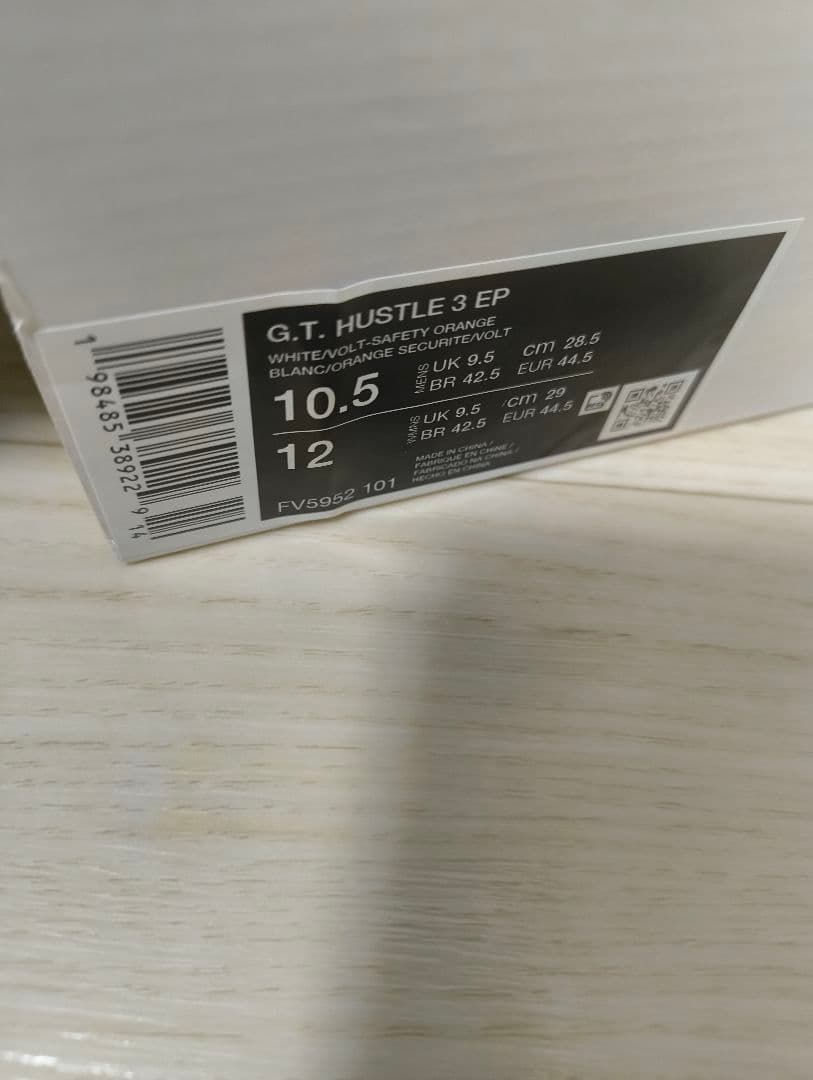 G.T. HUSTLE 3 EP
WHITE/VOLT-SAFETY ORANGE
BLANC/ORANGE SECURITE/VOLT
10.5 MENS UK 9.5 cm 28.5
BR 42.5 EUR 44.5
12 WMNS UK 9.5 /cm 29
BR 42.5 EUR 44.5
MADE IN CHINA /
FABRIQUE EN CHINE /
FABRICADO NA CHINA /
HECHO EN CHINA
FV5952 101
1 98485 38922 9 14